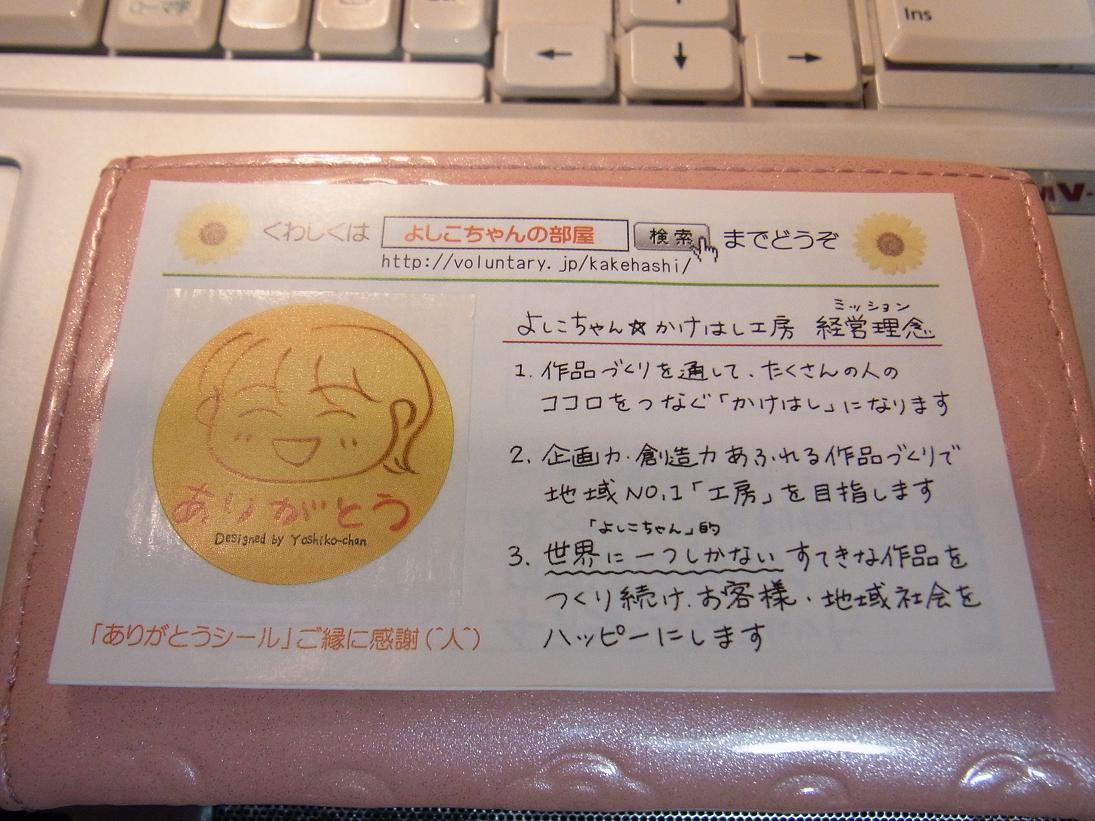 ローマ字
Ins
←
↓
→
MV-
くわしくは よしこちゃんの部屋 検索 までどうぞ
http://voluntary.jp/kakehashi/
ありがとう
Designed by Yoshiko-chan
「ありがとうシール」ご縁に感謝(^人^)
ミッション
よしこちゃん☆かけはし工房 経営理念
1. 作品づくりを通して、たくさんの人の
ココロをつなぐ「かけはし」になります
2. 企画力・創造力あふれる作品づくりで
地域NO.1「工房」を目指します
「よしこちゃん」的
3. 世界に一つしかないすてきな作品を
つくり続け、お客様・地域社会を
ハッピーにします